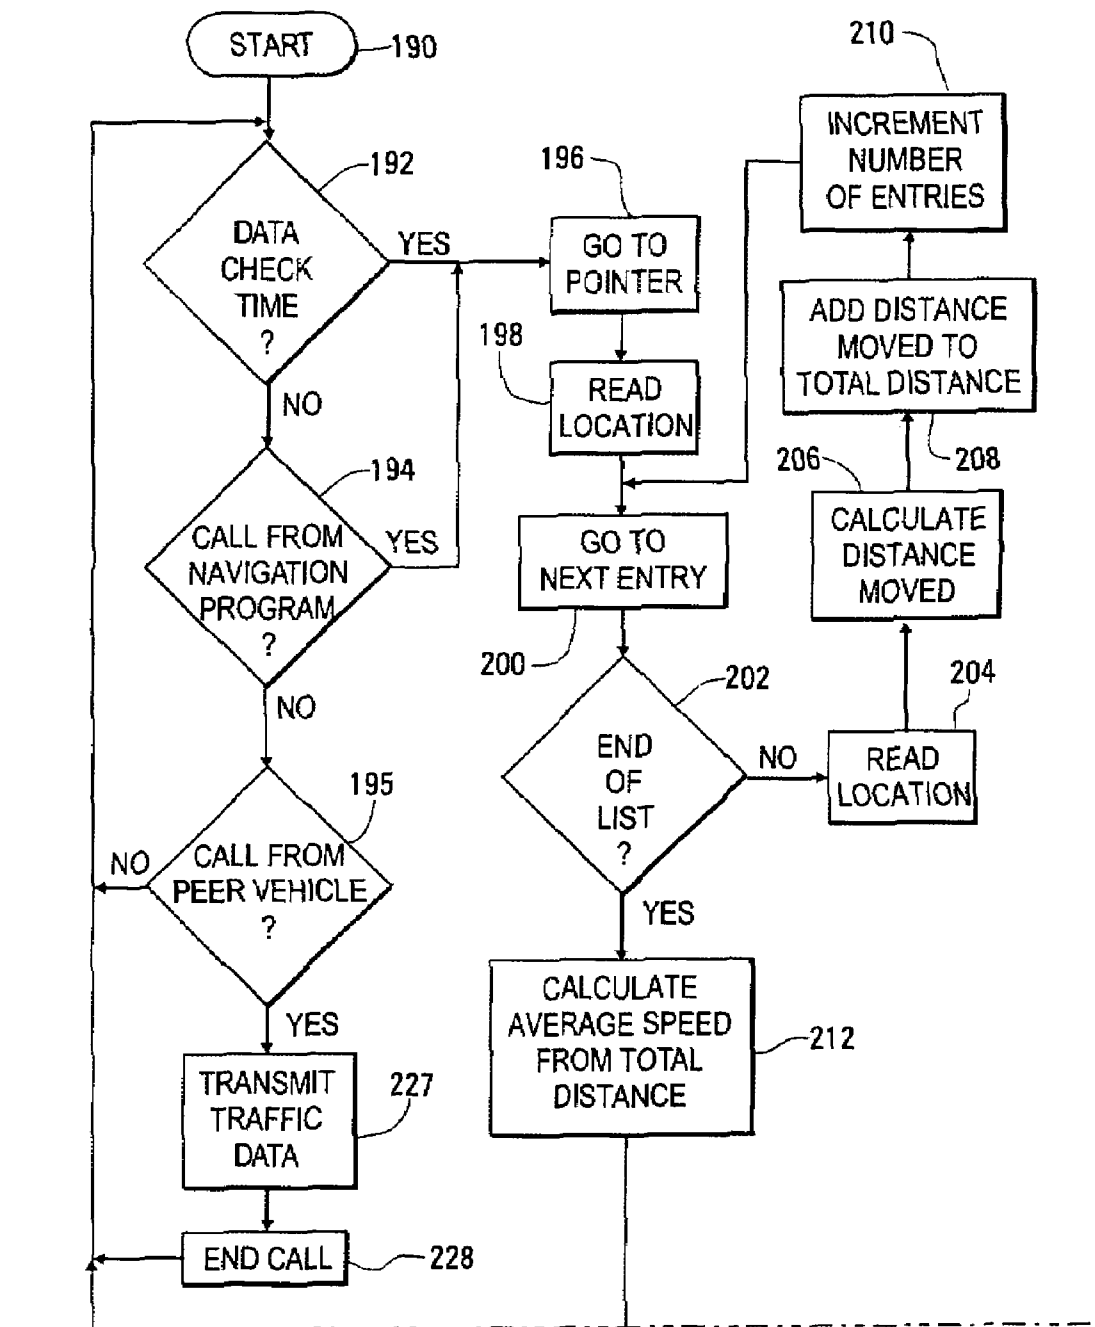 START
190
192
DATA
CHECK
TIME
?
YES
NO
194
CALL FROM
NAVIGATION
PROGRAM
?
YES
NO
195
CALL FROM
PEER VEHICLE
?
NO
YES
TRANSMIT
TRAFFIC
DATA
227
END CALL
228
196
GO TO
POINTER
198
READ
LOCATION
GO TO
NEXT ENTRY
200
202
END
OF
LIST
?
NO
YES
CALCULATE
AVERAGE SPEED
FROM TOTAL
DISTANCE
212
210
INCREMENT
NUMBER
OF ENTRIES
ADD DISTANCE
MOVED TO
TOTAL DISTANCE
208
206
CALCULATE
DISTANCE
MOVED
204
READ
LOCATION